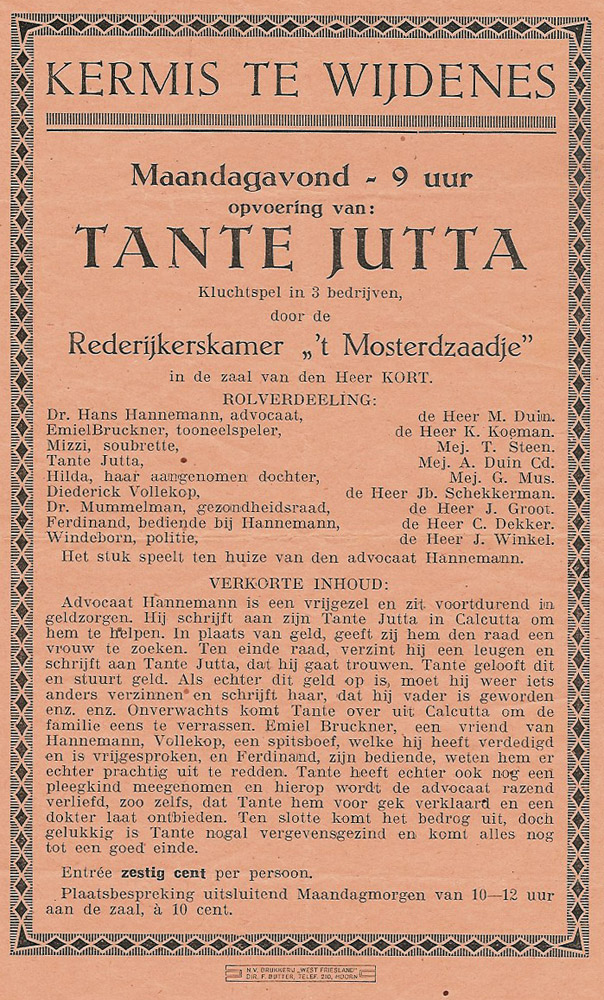 KERMIS TE WIJDENES
Maandagavond - 9 uur
opvoering van:
TANTE JUTTA
Kluchtspel in 3 bedrijven,
door de
Rederijkerskamer „'t Mosterdzaadje”
in de zaal van den Heer KORT.
ROLVERDEELING:
Dr. Hans Hannemann, advocaat, de Heer M. Duin.
EmielBruckner, tooneelspeler, de Heer K. Koeman.
Mizzi, soubrette, Mej. T. Steen.
Tante Jutta, Mej. A. Duin Cd.
Hilda, haar aangenomen dochter, Mej. G. Mus.
Diederick Vollekop, de Heer Jb. Schekkerman.
Dr. Mummelman, gezondheidsraad, de Heer J. Groot.
Ferdinand, bediende bij Hannemann, de Heer C. Dekker.
Windeborn, politie, de Heer J. Winkel.
Het stuk speelt ten huize van den advocaat Hannemann.
VERKORTE INHOUD:
Advocaat Hannemann is een vrijgezel en zit voortdurend in
geldzorgen. Hij schrijft aan zijn Tante Jutta in Calcutta om
hem te helpen. In plaats van geld, geeft zij hem den raad een
vrouw te zoeken. Ten einde raad, verzint hij een leugen en
schrijft aan Tante Jutta, dat hij gaat trouwen. Tante gelooft dit
en stuurt geld. Als echter dit geld op is, moet hij weer iets
anders verzinnen en schrijft haar, dat hij vader is geworden
enz. enz. Onverwachts komt Tante over uit Calcutta om de
familie eens te verrassen. Emiel Bruckner, een vriend van
Hannemann, Vollekop, een spitsboef, welke hij heeft verdedigd
en is vrijgesproken, en Ferdinand, zijn bediende, weten hem er
echter prachtig uit te redden. Tante heeft echter ook nog een
pleegkind meegenomen en hierop wordt de advocaat razend
verliefd, zoo zelfs, dat Tante hem voor gek verklaard en een
dokter laat ontbieden. Ten slotte komt het bedrog uit, doch
gelukkig is Tante nogal vergevensgezind en komt alles nog
tot een goed einde.
Entrée zestig cent per persoon.
Plaatsbespreking uitsluitend Maandagmorgen van 10—12 uur
aan de zaal, à 10 cent.
N.V. DRUKKERIJ „WEST FRIESLAND”
DIR. F. BUTTER, TELEF. 210, HOORN